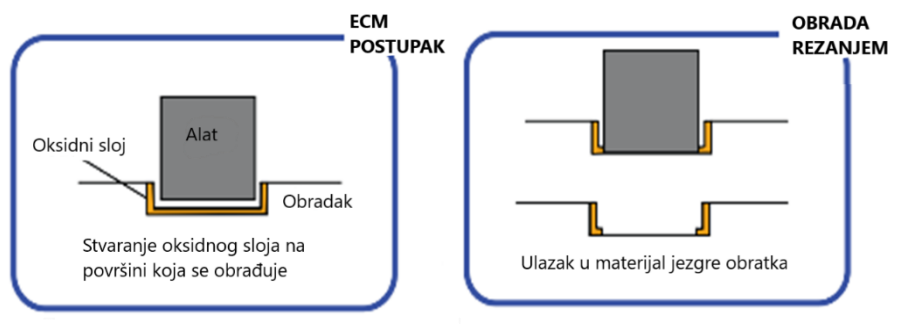 ECM
POSTUPAK
Alat
Oksidni sloj
Obradak
Stvaranje oksidnog sloja na
površini koja se obrađuje
OBRADA
REZANJEM
Ulazak u materijal jezgre obratka